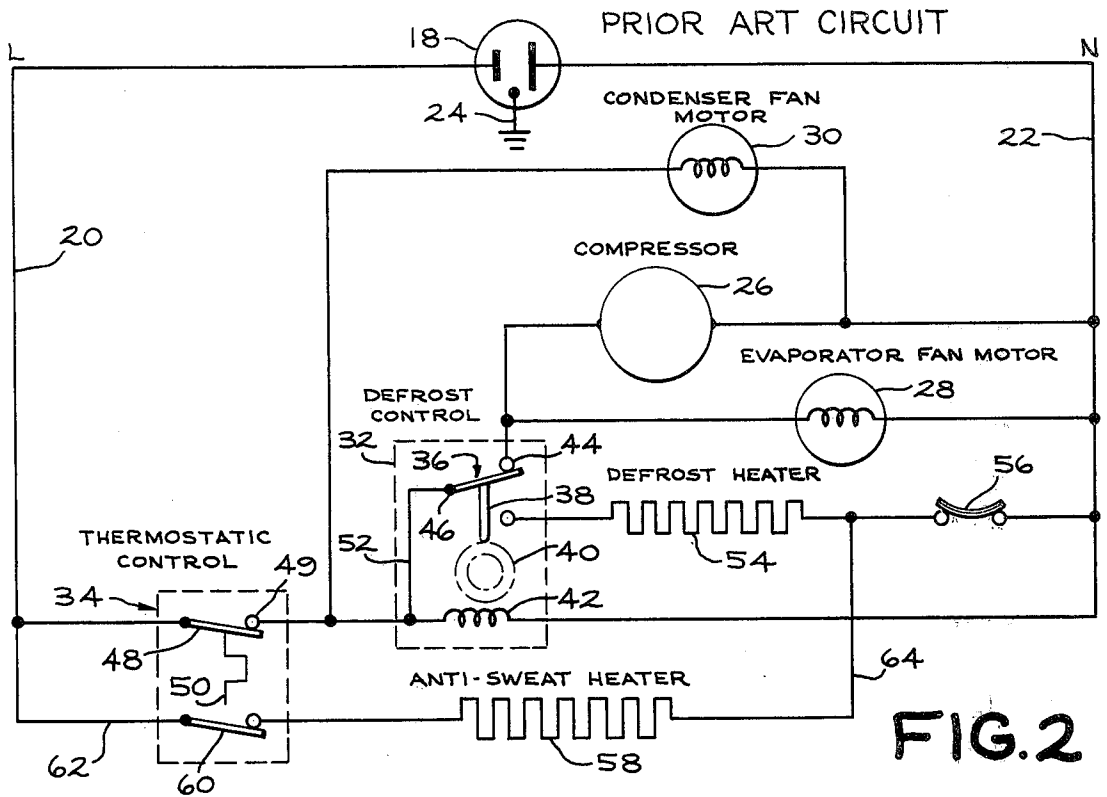 PRIOR ART CIRCUIT
L
18
N
24
CONDENSER FAN
MOTOR
30
22
20
COMPRESSOR
26
EVAPORATOR FAN MOTOR
28
DEFROST
CONTROL
32
36
44
DEFROST HEATER
56
38
46
THERMOSTATIC
CONTROL
52
40
54
49
34
42
48
50
ANTI-SWEAT HEATER
64
62
60
58
FIG.2